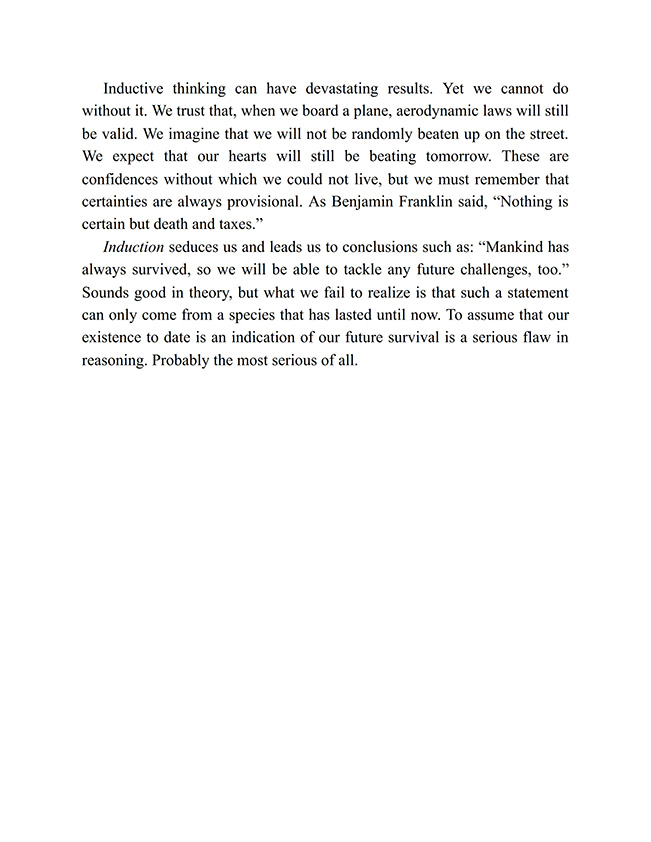 Inductive thinking can have devastating results. Yet we cannot do
without it. We trust that, when we board a plane, aerodynamic laws will still
be valid. We imagine that we will not be randomly beaten up on the street.
We expect that our hearts will still be beating tomorrow. These are
confidences without which we could not live, but we must remember that
certainties are always provisional. As Benjamin Franklin said, “Nothing is
certain but death and taxes.”
Induction seduces us and leads us to conclusions such as: “Mankind has
always survived, so we will be able to tackle any future challenges, too.”
Sounds good in theory, but what we fail to realize is that such a statement
can only come from a species that has lasted until now. To assume that our
existence to date is an indication of our future survival is a serious flaw in
reasoning. Probably the most serious of all.